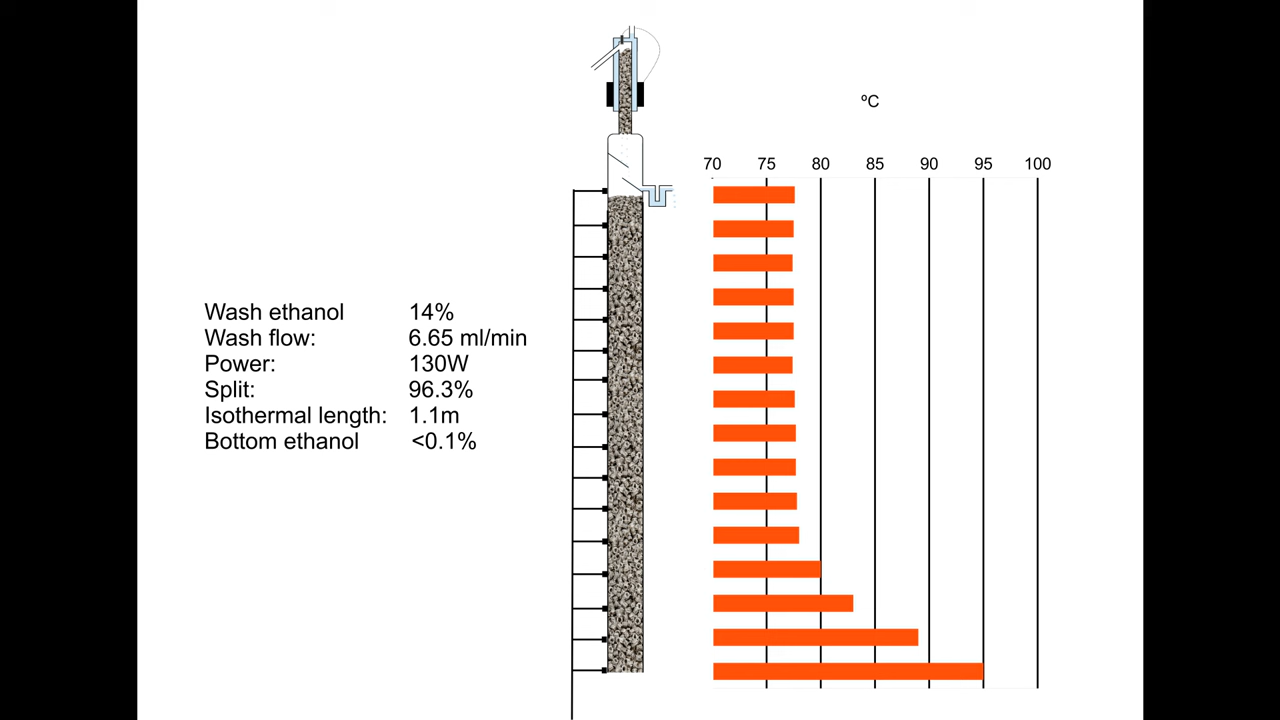 ºC
70 75 80 85 90 95 100
Wash ethanol 14%
Wash flow: 6.65 ml/min
Power: 130W
Split: 96.3%
Isothermal length: 1.1m
Bottom ethanol <0.1%